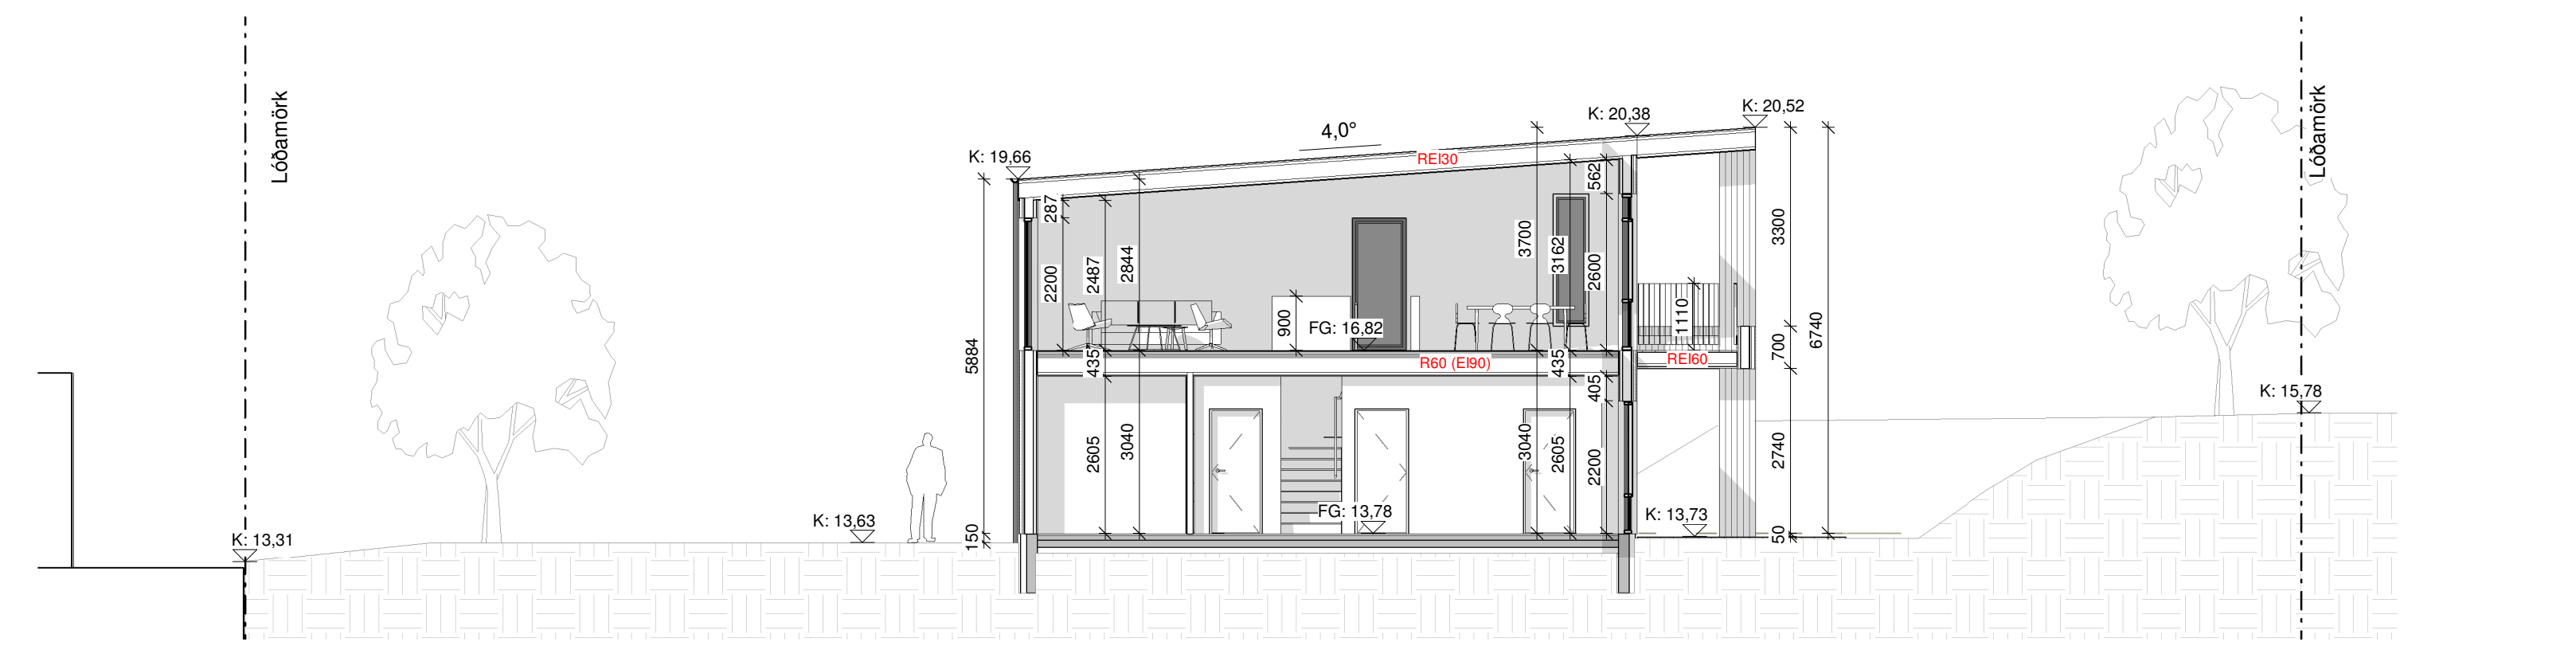 Lóðamörk
K: 13,31
K: 13,63
K: 19,66
5884
150
4,0°
REI30
K: 20,38
K: 20,52
Lóðamörk
287
2200
2487
2844
435
2605
3040
900
FG: 16,82
R60 (EI90)
FG: 13,78
3700
3162
562
2600
435
405
3040
2605
2200
1110
REI60
K: 13,73
3300
700
2740
50
6740
K: 15,78